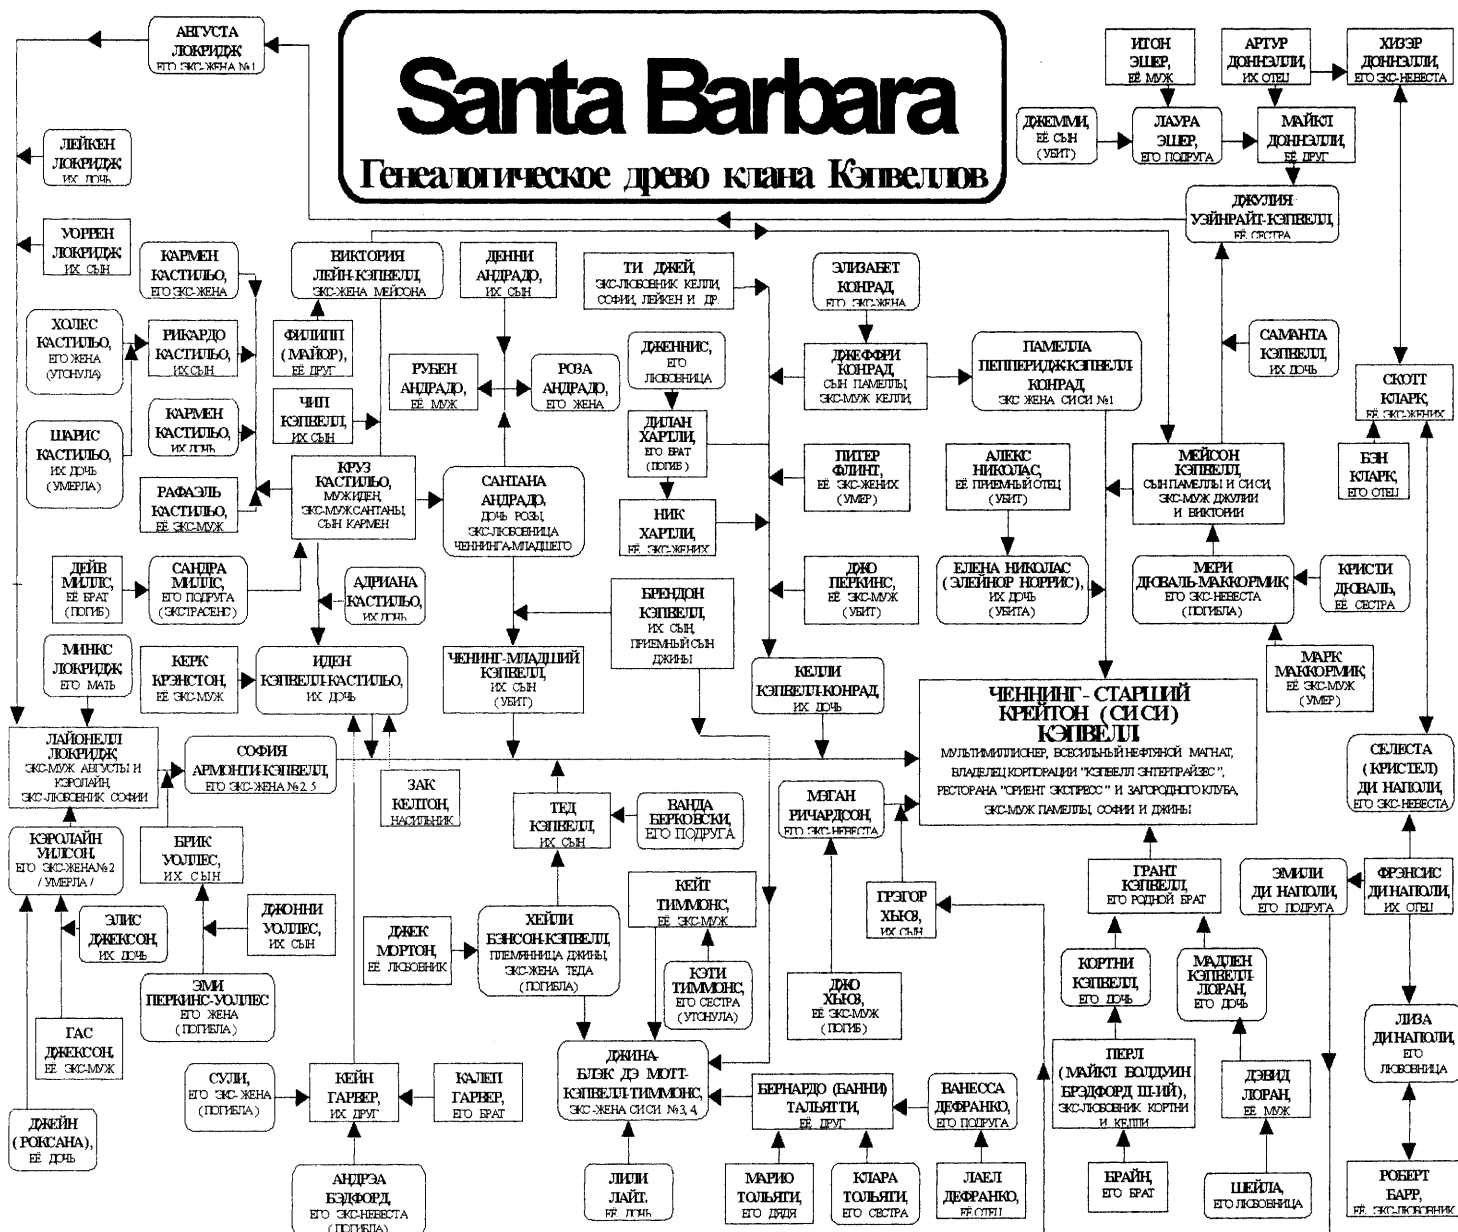 Santa Barbara
Генеалогическое древо клана Кэпвеллов
АВГУСТА
ЛОКРИДЖ,
ЕГО ЭКС-ЖЕНА №1
ИТОН
ЭШЕР,
ЕЁ МУЖ
АРТУР
ДОННЭЛЛИ,
ИХ ОТЕЦ
ХИЗЭР
ДОННЭЛЛИ,
ЕГО ЭКС-НЕВЕСТА
ДЖЕММИ,
ЕЁ СЫН
(УБИТ)
ЛАУРА
ЭШЕР,
ЕГО ПОДРУГА
МАЙКЛ
ДОННЭЛЛИ,
ЕЁ ДРУГ
ЛЕЙКЕН
ЛОКРИДЖ,
ИХ ДОЧЬ
ДЖУЛИЯ
УЭЙНРАЙТ-КЭПВЕЛЛ,
ЕЁ СЕСТРА
УОРРЕН
ЛОКРИДЖ,
ИХ СЫН
КАРМЕН
КАСТИЛЬО,
ЕГО ЭКС-ЖЕНА
ВИКТОРИЯ
ЛЕЙН-КЭПВЕЛЛ,
ЭКС-ЖЕНА МЕЙСОНА
ДЕННИ
АНДРАДО,
ИХ СЫН
ТИ ДЖЕЙ,
ЭКС-ЛЮБОВНИК КЕЛЛИ,
СОФИИ, ЛЕЙКЕН И ДР.
ЭЛИЗАБЕТ
КОНРАД,
ЕГО ЭКС-ЖЕНА
ХОЛЕС
КАСТИЛЬО,
ЕГО ЖЕНА
(УТОНУЛА)
РИКАРДО
КАСТИЛЬО,
ИХ СЫН
ФИЛИПП
(МАЙОР),
ЕЁ ДРУГ
РУБЕН
АНДРАДО,
ЕЁ МУЖ
РОЗА
АНДРАДО,
ЕГО ЖЕНА
ДЖЕННИС,
ЕГО
ЛЮБОВНИЦА
ДЖЕФФРИ
КОНРАД,
СЫН ПАМЕЛЛЫ,
ЭКС-МУЖ КЕЛЛИ,
ПАМЕЛЛА
ПЕППЕРИДЖ-КЭПВЕЛЛ-
КОНРАД,
ЭКС ЖЕНА СИ СИ №1
САМАНТА
КЭПВЕЛЛ,
ИХ ДОЧЬ
СКОТТ
КЛАРК,
ЕЁ ЭКС-ЖЕНИХ
ШАРИС
КАСТИЛЬО,
ИХ ДОЧЬ
(УМЕРЛА)
КАРМЕН
КАСТИЛЬО,
ИХ ДОЧЬ
ЧИП
КЭПВЕЛЛ,
ИХ СЫН
ДИЛАН
ХАРТЛИ,
ЕГО БРАТ
(ПОГИБ)
ПИТЕР
ФЛИНТ,
ЕЁ ЭКС-ЖЕНИХ
(УМЕР)
АЛЕКС
НИКОЛАС,
ЕЁ ПРИЕМНЫЙ ОТЕЦ
(УБИТ)
МЕЙСОН
КЭПВЕЛЛ,
СЫН ПАМЕЛЛЫ И СИ СИ,
ЭКС-МУЖ ДЖУЛИИ
И ВИКТОРИИ
БЭН
КЛАРК,
ЕГО ОТЕЦ
РАФАЭЛЬ
КАСТИЛЬО,
ЕЁ ЭКС-МУЖ
КРУЗ
КАСТИЛЬО,
МУЖ ИДЕН,
ЭКС-МУЖ САНТАНЫ,
СЫН КАРМЕН
САНТАНА
АНДРАДО,
ДОЧЬ РОЗЫ,
ЭКС-ЛЮБОВНИЦА
ЧЕННИНГА-МЛАДШЕГО
НИК
ХАРТЛИ,
ЕЁ ЭКС-ЖЕНИХ
ДЕЙВ
МИЛЛС,
ЕЁ БРАТ
(ПОГИБ)
САНДРА
МИЛЛС,
ЕГО ПОДРУГА
(ЭКСТРАСЕНС)
АДРИАНА
КАСТИЛЬО,
ИХ ДОЧЬ
БРЕНДОН
КЭПВЕЛЛ,
ИХ СЫН,
ПРИЕМНЫЙ СЫН
ДЖИНЫ
ДЖО
ПЕРКИНС,
ЕЁ ЭКС-МУЖ
(УБИТ)
ЕЛЕНА НИКОЛАС
(ЭЛЕЙНОР НОРРИС),
ИХ ДОЧЬ
(УБИТА)
МЕРИ
ДЮВАЛЬ-МАККОРМИК,
ЕГО ЭКС-НЕВЕСТА
(ПОГИБЛА)
КРИСТИ
ДЮВАЛЬ,
ЕЁ СЕСТРА
МИНКС
ЛОКРИДЖ,
ЕГО МАТЬ
КЕРК
КРЭНСТОН,
ЕЁ ЭКС-МУЖ
ИДЕН
КЭПВЕЛЛ-КАСТИЛЬО,
ИХ ДОЧЬ
ЧЕНИНГ-МЛАДШИЙ
КЭПВЕЛЛ,
ИХ СЫН
(УБИТ)
КЕЛЛИ
КЭПВЕЛЛ-КОНРАД,
ИХ ДОЧЬ
МАРК
МАККОРМИК,
ЕЁ ЭКС-МУЖ
(УМЕР)
ЧЕННИНГ - СТАРШИЙ
КРЕЙТОН (СИ СИ)
КЭПВЕЛЛ
МУЛЬТИМИЛЛИОНЕР, ВСЕСИЛЬНЫЙ НЕФТЯНОЙ МАГНАТ,
ВЛАДЕЛЕЦ КОРПОРАЦИИ "КЭПВЕЛЛ ЭНТЕРПРАЙЗЕС",
РЕСТОРАНА "ОРИЕНТ ЭКСПРЕСС" И ЗАГОРОДНОГО КЛУБА,
ЭКС-МУЖ ПАМЕЛЛЫ, СОФИИ И ДЖИНЫ
ЛАЙОНЕЛЛ
ЛОКРИДЖ,
ЭКС-МУЖ АВГУСТЫ И
КЭРОЛАЙН,
ЭКС-ЛЮБОВНИК СОФИИ
СОФИЯ
АРМОНТИ-КЭПВЕЛЛ,
ЕГО ЭКС-ЖЕНА №2, 5
ЗАК
КЕЛТОН,
НАСИЛЬНИК
ТЕД
КЭПВЕЛЛ,
ИХ СЫН
ВАНДА
БЕРКОВСКИ,
ЕГО ПОДРУГА
МЭГАН
РИЧАРДСОН,
ЕГО ЭКС-НЕВЕСТА
СЕЛЕСТА
(КРИСТЕЛ)
ДИ НАПОЛИ,
ЕГО ЭКС-НЕВЕСТА
КЭРОЛАЙН
УИЛСОН,
ЕГО ЭКС-ЖЕНА №2
/ УМЕРЛА /
БРИК
УОЛЛЕС,
ИХ СЫН
КЕЙТ
ТИММОНС,
ЕЁ ЭКС-МУЖ
ГРЭГОР
ХЬЮЗ,
ИХ СЫН
ГРАНТ
КЭПВЕЛЛ,
ЕГО РОДНОЙ БРАТ
ЭМИЛИ
ДИ НАПОЛИ,
ЕГО ПОДРУГА
ФРЭНСИС
ДИ НАПОЛИ,
ИХ ОТЕЦ
ЭЛИС
ДЖЕКСОН,
ИХ ДОЧЬ
ДЖОННИ
УОЛЛЕС,
ИХ СЫН
ДЖЕК
МОРТОН,
ЕЁ ЛЮБОВНИК
ХЕЙЛИ
БЭНСОН-КЭПВЕЛЛ,
ПЛЕМЯННИЦА ДЖИНЫ,
ЭКС-ЖЕНА ТЕДА
(ПОГИБЛА)
КЭТИ
ТИММОНС,
ЕГО СЕСТРА
(УТОНУЛА)
ДЖО
ХЬЮЗ,
ЕЁ ЭКС-МУЖ
(ПОГИБ)
КОРТНИ
КЭПВЕЛЛ,
ЕГО ДОЧЬ
МАДЛЕН
КЭПВЕЛЛ-
ЛОРАН,
ЕГО ДОЧЬ
ЭМИ
ПЕРКИНС-УОЛЛЕС
ЕГО ЖЕНА
(ПОГИБЛА)
ГАС
ДЖЕКСОН,
ЕЁ ЭКС-МУЖ
ЛИЗА
ДИ НАПОЛИ,
ЕГО
ЛЮБОВНИЦА
СУЛИ,
ЕГО ЭКС-ЖЕНА
(ПОГИБЛА)
КЕЙН
ГАРВЕР,
ИХ ДРУГ
КАЛЕП
ГАРВЕР,
ЕГО БРАТ
ДЖИНА-
БЛЭК ДЭ МОТТ-
КЭПВЕЛЛ-ТИММОНС,
ЭКС-ЖЕНА СИ СИ №3, 4,
БЕРНАРДО (БАННИ)
ТАЛЬЯТТИ,
ЕЁ ДРУГ
ВАНЕССА
ДЕФРАНКО,
ЕГО ПОДРУГА
ПЕРЛ
(МАЙКЛ БОЛДУИН
БРЭДФОРД III-ИЙ),
ЭКС-ЛЮБОВНИК КОРТНИ
И КЕЛЛИ
ДЭВИД
ЛОРАН,
ЕЁ МУЖ
ДЖЕЙН
(РОКСАНА),
ЕЁ ДОЧЬ
АНДРЭА
БЭДФОРД,
ЕГО ЭКС-НЕВЕСТА
(ПОГИБЛА)
ЛИЛИ
ЛАЙТ,
ЕЁ ДОЧЬ
МАРИО
ТОЛЬЯТИ,
ЕГО ДЯДЯ
КЛАРА
ТОЛЬЯТИ,
ЕГО СЕСТРА
ЛАЕЛ
ДЕФРАНКО,
ЕЁ ОТЕЦ
БРАЙН,
ЕГО БРАТ
ШЕЙЛА,
ЕГО ЛЮБОВНИЦА
РОБЕРТ
БАРР,
ЕЁ ЭКС-ЛЮБОВНИК